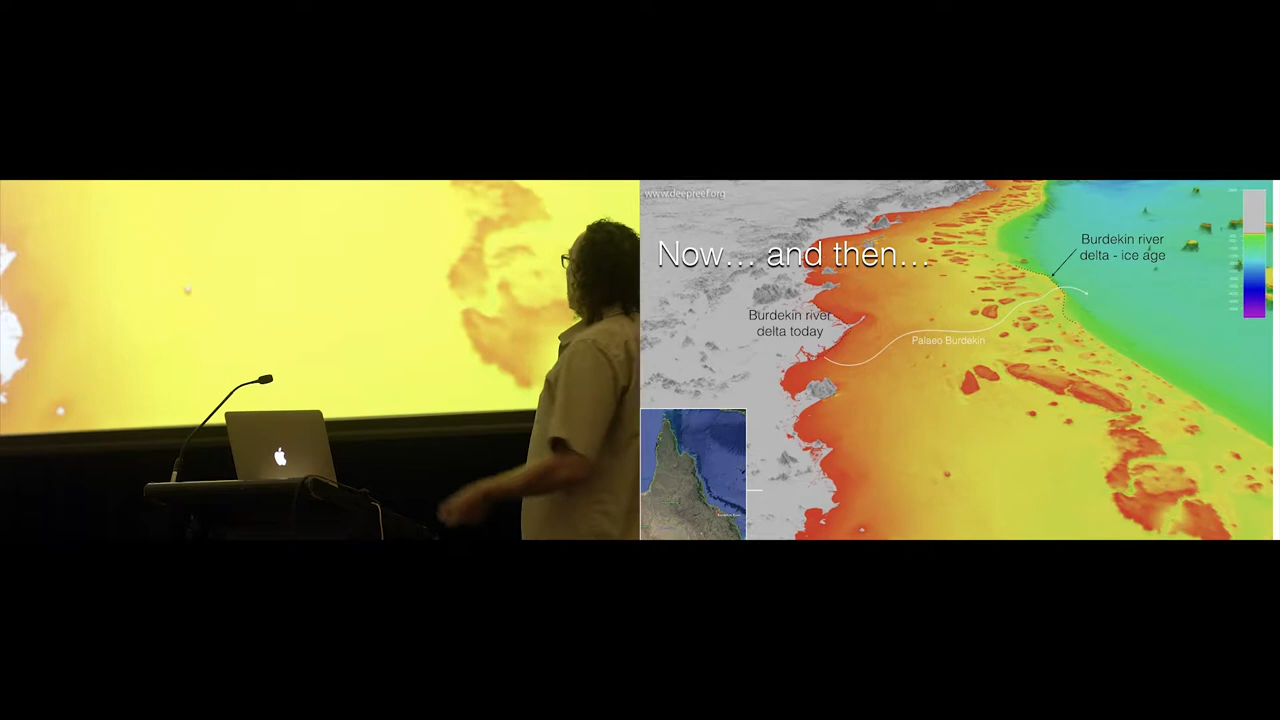 www.deepreef.org
Now... and then...
Burdekin river
delta - ice age
Burdekin river
delta today
Palaeo Burdekin